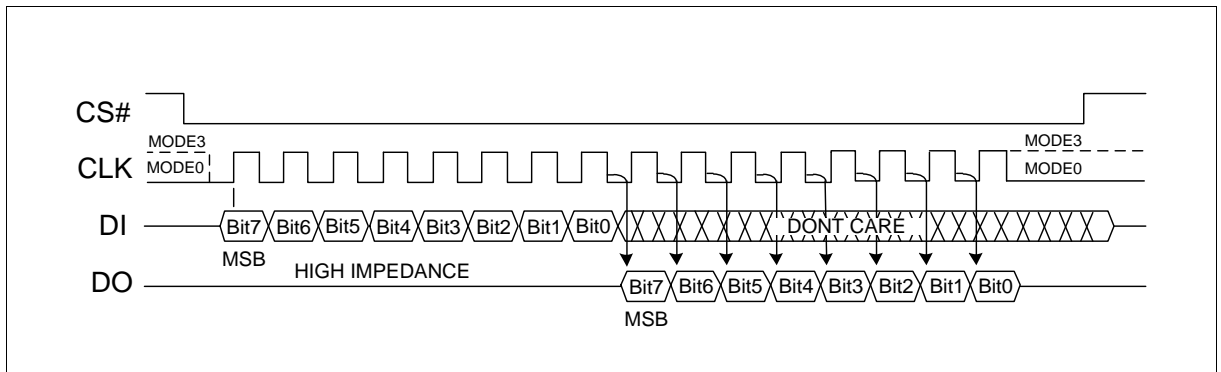 CS#
MODE3 MODE3
CLK MODE0 MODE0
DI Bit7 Bit6 Bit5 Bit4 Bit3 Bit2 Bit1 Bit0 DONT CARE
MSB HIGH IMPEDANCE
DO Bit7 Bit6 Bit5 Bit4 Bit3 Bit2 Bit1 Bit0
MSB